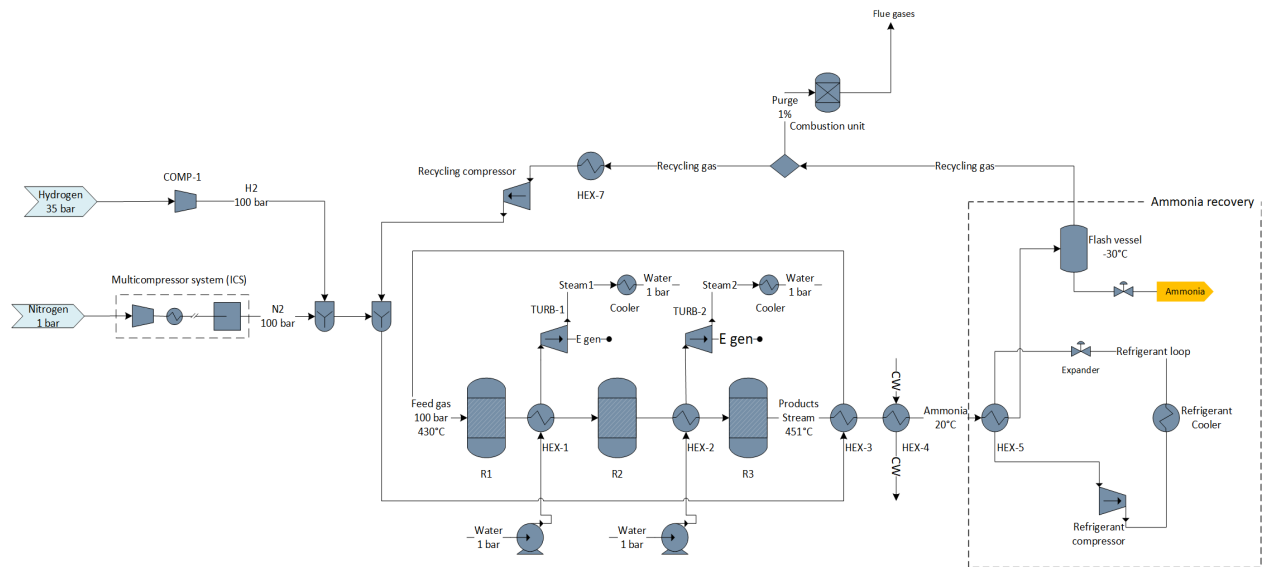 Flue gases
Purge
1%
Combustion unit
Recycling compressor
HEX-7
Recycling gas
Recycling gas
COMP-1
H2
100 bar
Hydrogen
35 bar
Ammonia recovery
Flash vessel
-30°C
Multicompressor system (ICS)
Nitrogen
1 bar
N2
100 bar
Steam1
Water
1 bar
Cooler
TURB-1
E gen
Steam2
Water
1 bar
Cooler
TURB-2
E gen
Ammonia
Refrigerant loop
Expander
CW
Feed gas
100 bar
430°C
Products
Stream
451°C
Ammonia
20°C
Refrigerant
Cooler
HEX-1
HEX-2
HEX-3
HEX-4
HEX-5
R1
R2
R3
CW
Water
1 bar
Water
1 bar
Refrigerant
compressor